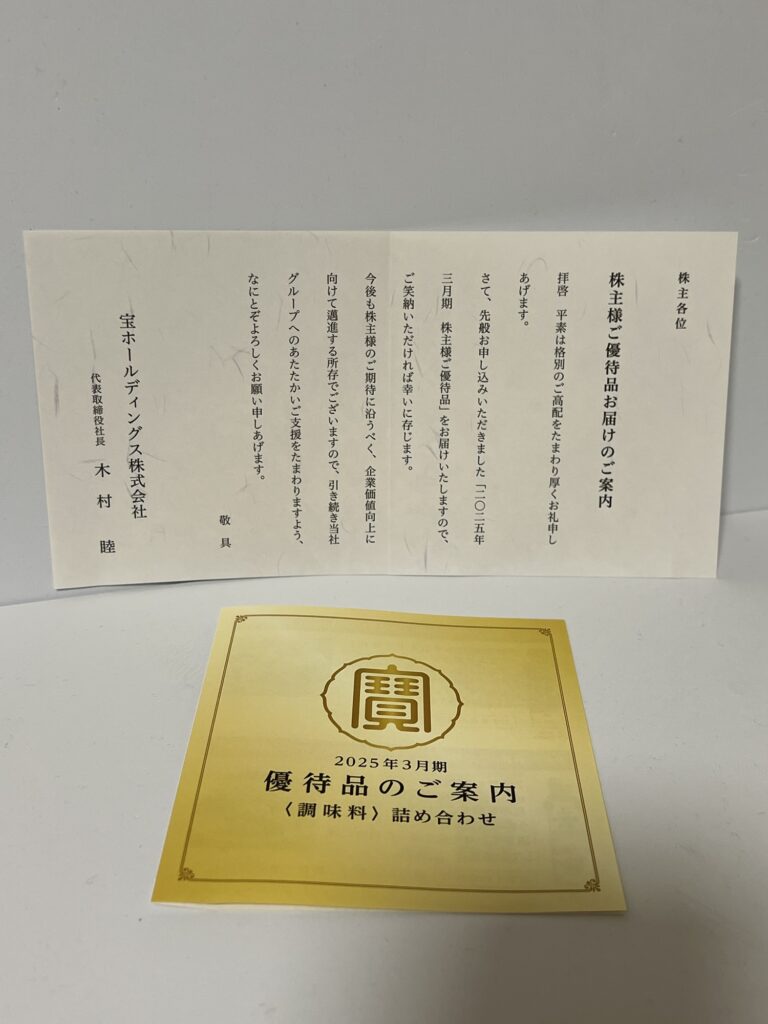 株主各位
株主様ご優待品お届けのご案内
拝啓　平素は格別のご高配をたまわり厚くお礼申し
あげます。
さて、先般お申し込みいただきました「二〇二五年
三月期　株主様ご優待品」をお届けいたしますので、
ご笑納いただければ幸いに存じます。
今後も株主様のご期待に沿うべく、企業価値向上に
向けて邁進する所存でございますので、引き続き当社
グループへのあたたかいご支援をたまわりますよう、
なにとぞよろしくお願い申しあげます。
敬具
宝ホールディングス株式会社
代表取締役社長　木村　睦
寶
2025年3月期
優待品のご案内
〈調味料〉詰め合わせ